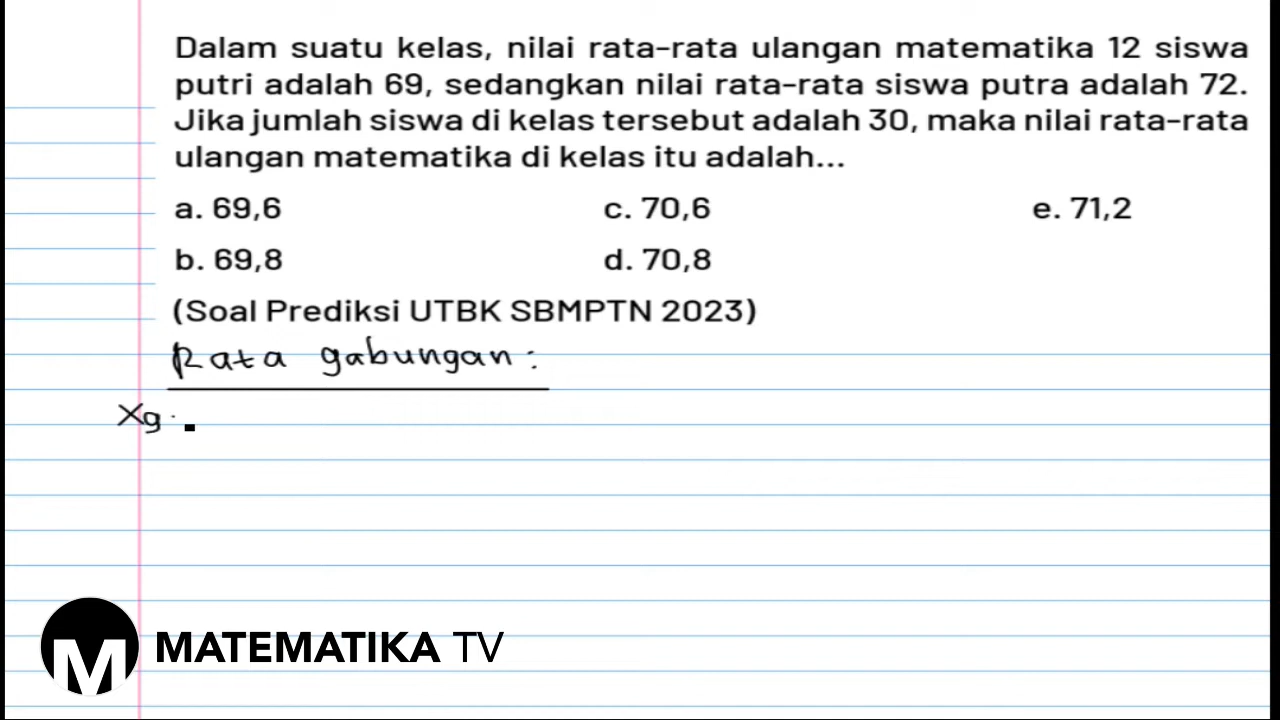 Dalam suatu kelas, nilai rata-rata ulangan matematika 12 siswa
putri adalah 69, sedangkan nilai rata-rata siswa putra adalah 72.
Jika jumlah siswa di kelas tersebut adalah 30, maka nilai rata-rata
ulangan matematika di kelas itu adalah...
a. 69,6 c. 70,6 e. 71,2
b. 69,8 d. 70,8
(Soal Prediksi UTBK SBMPTN 2023)
Rata gabungan :
Xg
M MATEMATIKA TV